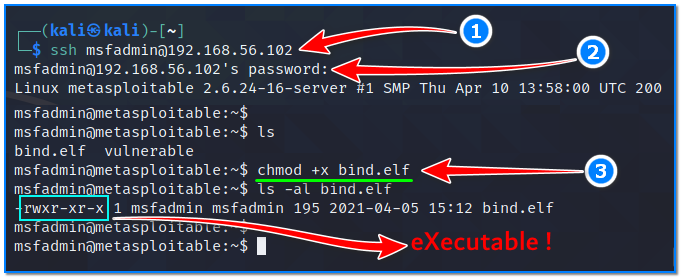 (kali㉿kali)-[~]
$ ssh msfadmin@192.168.56.102
1
msfadmin@192.168.56.102's password:
2
Linux metasploitable 2.6.24-16-server #1 SMP Thu Apr 10 13:58:00 UTC 200
msfadmin@metasploitable:~$
msfadmin@metasploitable:~$ ls
bind.elf  vulnerable
msfadmin@metasploitable:~$ chmod +x bind.elf
3
msfadmin@metasploitable:~$ ls -al bind.elf
-rwxr-xr-x 1 msfadmin msfadmin 195 2021-04-05 15:12 bind.elf
msfadmin@metasploitable:~$
msfadmin@metasploitable:~$
eXecutable !